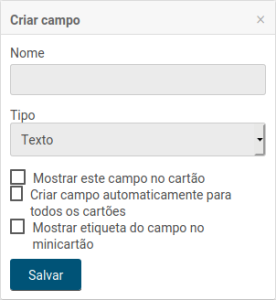 Criar campo ×
Nome
Tipo
Texto
Mostrar este campo no cartão
Criar campo automaticamente para
todos os cartões
Mostrar etiqueta do campo no
minicartão
Salvar